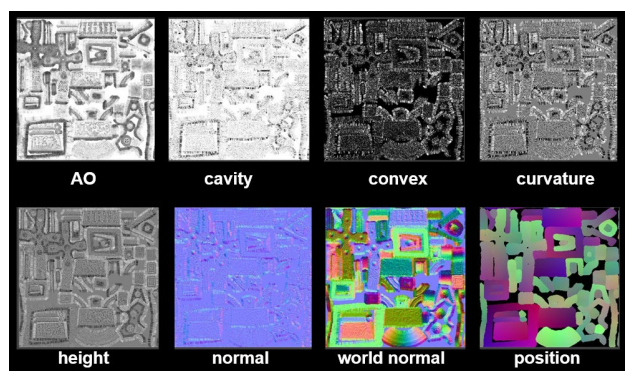 AO
cavity
convex
curvature
height
normal
world normal
position